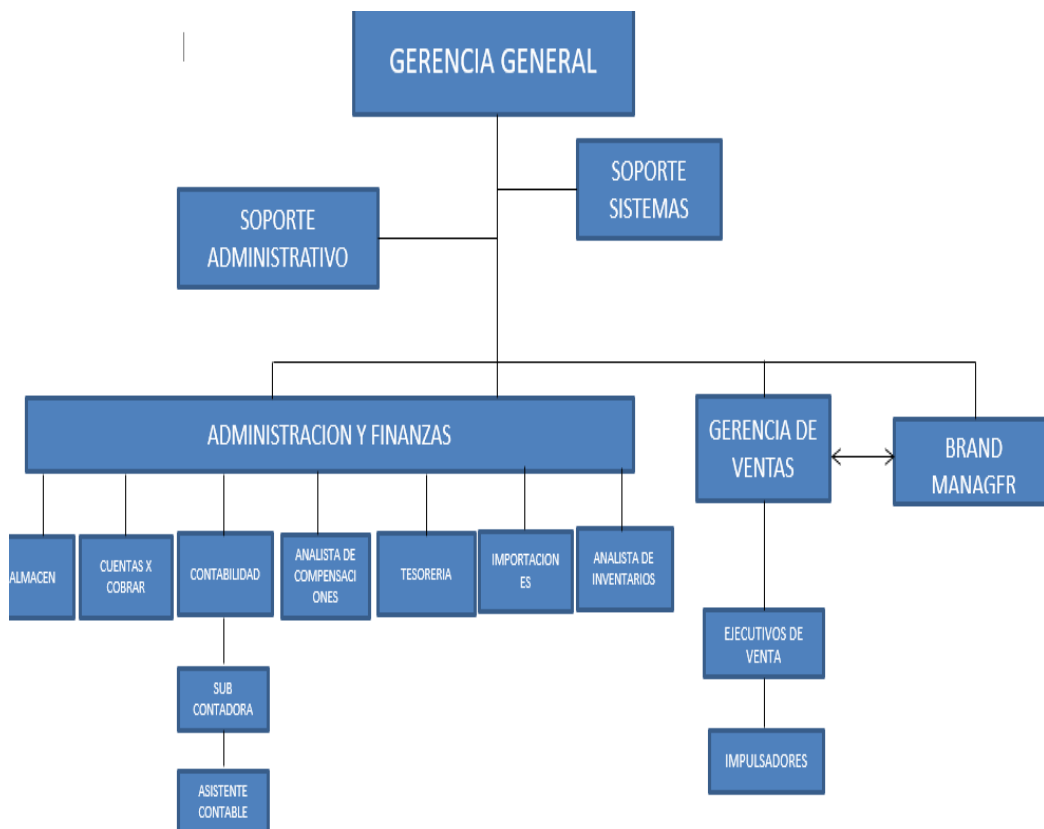 GERENCIA GENERAL
SOPORTE
SISTEMAS
SOPORTE
ADMINISTRATIVO
ADMINISTRACION Y FINANZAS
GERENCIA DE
VENTAS
BRAND
MANAGER
ALMACEN
CUENTAS X
COBRAR
CONTABILIDAD
ANALISTA DE
COMPENSACI
ONES
TESORERIA
IMPORTACION
ES
ANALISTA DE
INVENTARIOS
SUB
CONTADORA
ASISTENTE
CONTABLE
EJECUTIVOS DE
VENTA
IMPULSADORES